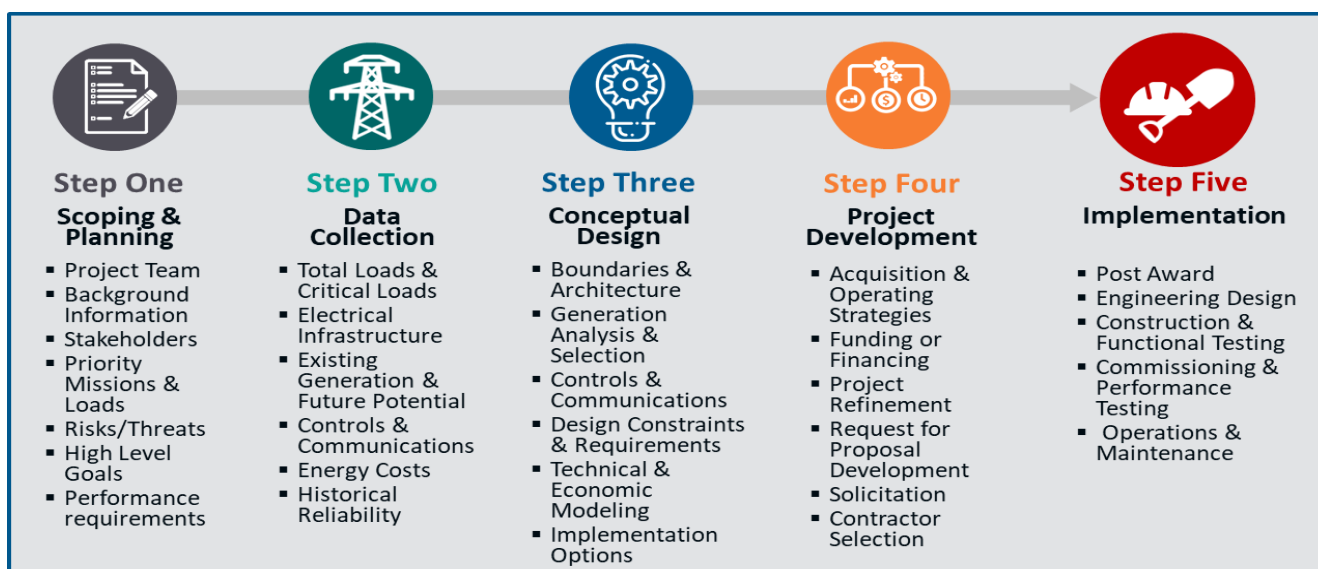 Step One
Scoping &
Planning
▪ Project Team
▪ Background
Information
▪ Stakeholders
▪ Priority
Missions &
Loads
▪ Risks/Threats
▪ High Level
Goals
▪ Performance
requirements
Step Two
Data
Collection
▪ Total Loads &
Critical Loads
▪ Electrical
Infrastructure
▪ Existing
Generation &
Future Potential
▪ Controls &
Communications
▪ Energy Costs
▪ Historical
Reliability
Step Three
Conceptual
Design
▪ Boundaries &
Architecture
▪ Generation
Analysis &
Selection
▪ Controls &
Communications
▪ Design Constraints
& Requirements
▪ Technical &
Economic
Modeling
▪ Implementation
Options
Step Four
Project
Development
▪ Acquisition &
Operating
Strategies
▪ Funding or
Financing
▪ Project
Refinement
▪ Request for
Proposal
Development
▪ Solicitation
▪ Contractor
Selection
Step Five
Implementation
▪ Post Award
▪ Engineering Design
▪ Construction &
Functional Testing
▪ Commissioning &
Performance
Testing
▪ Operations &
Maintenance